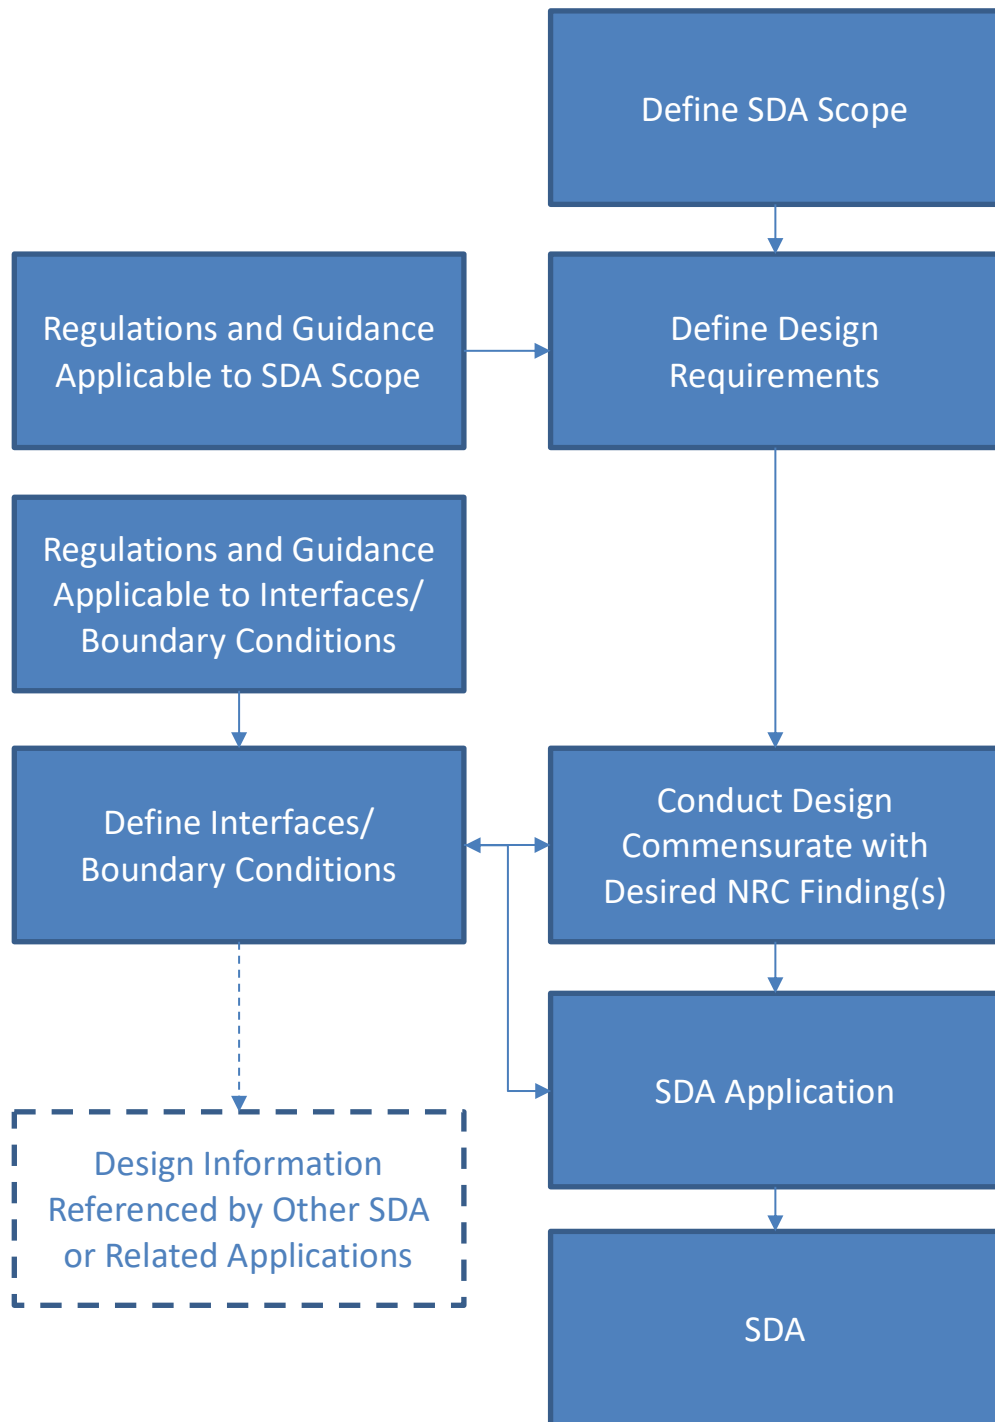 Define SDA Scope
Regulations and Guidance
Applicable to SDA Scope
Define Design
Requirements
Regulations and Guidance
Applicable to Interfaces/
Boundary Conditions
Define Interfaces/
Boundary Conditions
Conduct Design
Commensurate with
Desired NRC Finding(s)
SDA Application
Design Information
Referenced by Other SDA
or Related Applications
SDA